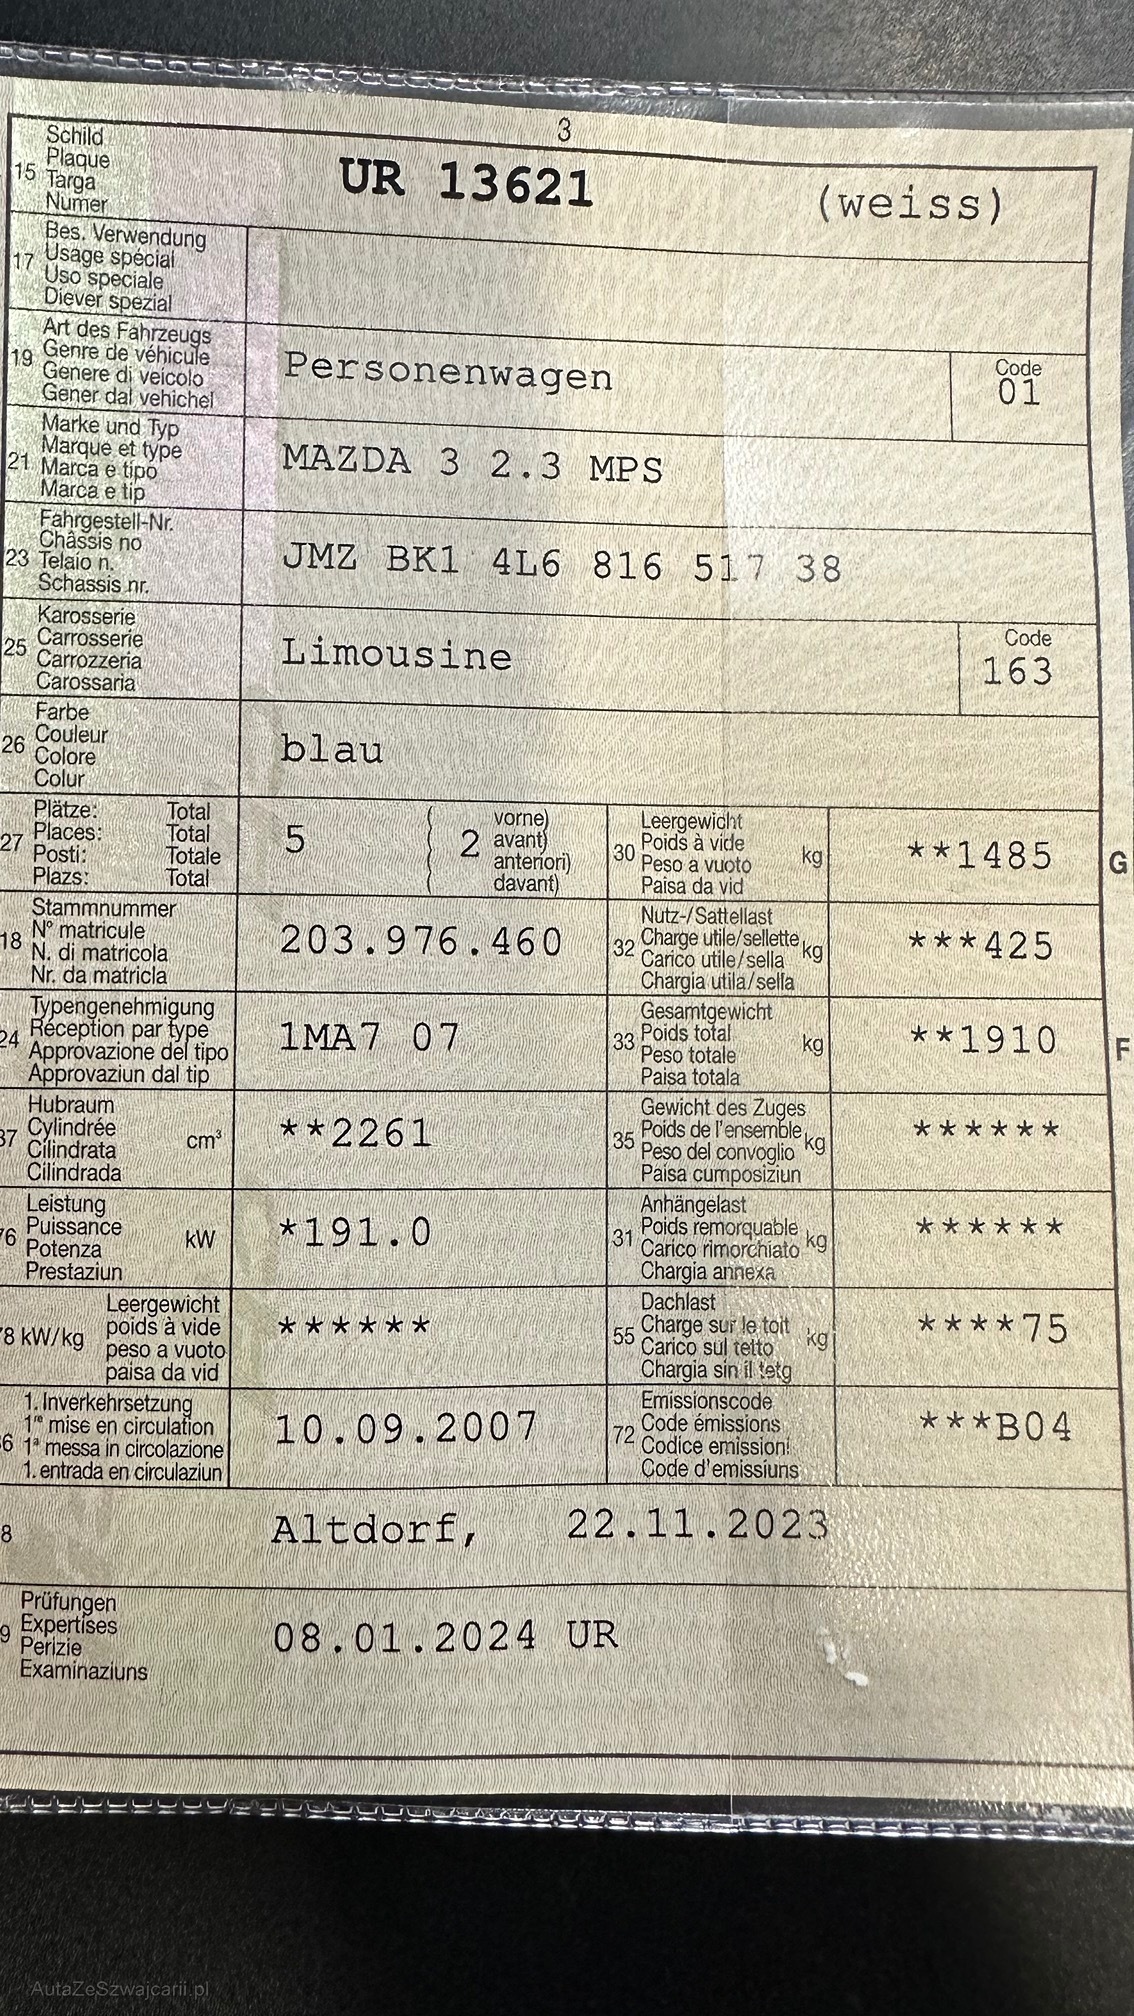 3
15 Schild
Plaque
Targa
Numer
UR 13621 (weiss)
17 Bes. Verwendung
Usage spécial
Uso speciale
Diever spezial
19 Art des Fahrzeugs
Genre de véhicule
Genere di veicolo
Gener dal vehichel
Personenwagen
Code
01
21 Marke und Typ
Marque et type
Marca e tipo
Marca e tip
MAZDA 3 2.3 MPS
23 Fahrgestell-Nr.
Châssis no
Telaio n.
Schassis nr.
JMZ BK1 4L6 816 517 38
25 Karosserie
Carrosserie
Carrozzeria
Carossaria
Limousine
Code
163
26 Farbe
Couleur
Colore
Colur
blau
27 Plätze: Total
Places: Total
Posti: Totale
Plazs: Total
5 ( 2 vorne)
avant)
anteriori)
davant)
30 Leergewicht
Poids à vide
Peso a vuoto kg
Paisa da vid
**1485 G
18 Stammnummer
N° matricule
N. di matricola
Nr. da matricla
203.976.460
32 Nutz-/Sattellast
Charge utile/sellette kg
Carico utile/sella
Chargia utila/sella
***425
24 Typengenehmigung
Réception par type
Approvazione del tipo
Approvaziun dal tip
1MA7 07
33 Gesamtgewicht
Poids total
Peso totale kg
Paisa totala
**1910 F
37 Hubraum
Cylindrée
Cilindrata cm³
Cilindrada
**2261
35 Gewicht des Zuges
Poids de l'ensemble kg
Peso del convoglio
Paisa cumposiziun
******
76 Leistung
Puissance
Potenza kW
Prestaziun
*191.0
31 Anhängelast
Poids remorquable kg
Carico rimorchiato
Chargia annexa
******
78 kW/kg Leergewicht
poids à vide
peso a vuoto
paisa da vid
******
55 Dachlast
Charge sur le toit kg
Carico sul tetto
Chargia sin il tetg
****75
36 1. Inverkehrsetzung
1re mise en circulation
1a messa in circolazione
1. entrada en circulaziun
10.09.2007
72 Emissionscode
Code émissions
Codice emissioni
Code d'emissiuns
***B04
8 Altdorf, 22.11.2023
9 Prüfungen
Expertises
Perizie
Examinaziuns
08.01.2024 UR
AutaZeSzwajcarii.pl